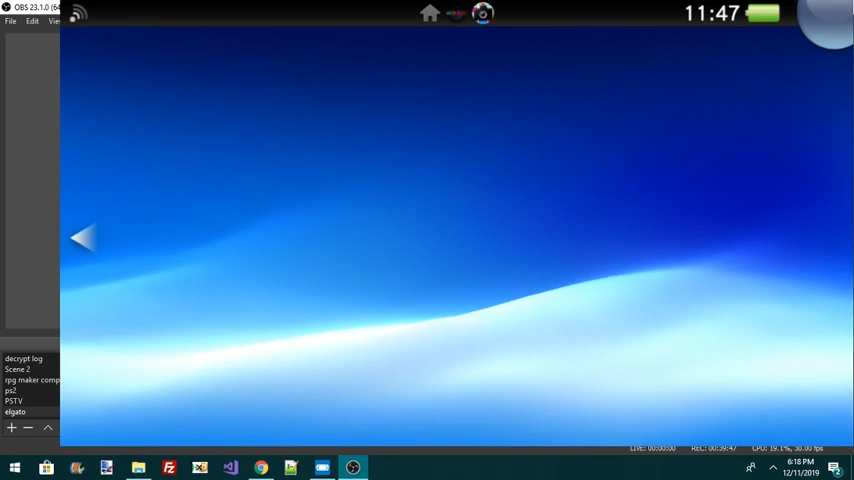 OBS 23.1.0 (64
File Edit Vie
11:47
decrypt log
Scene 2
rpg maker comp
ps2
PSTV
elgato
LIVE: 00:00:00 REC: 00:39:47 CPU: 19.1%, 30.00 fps
6:18 PM
12/11/2019
2